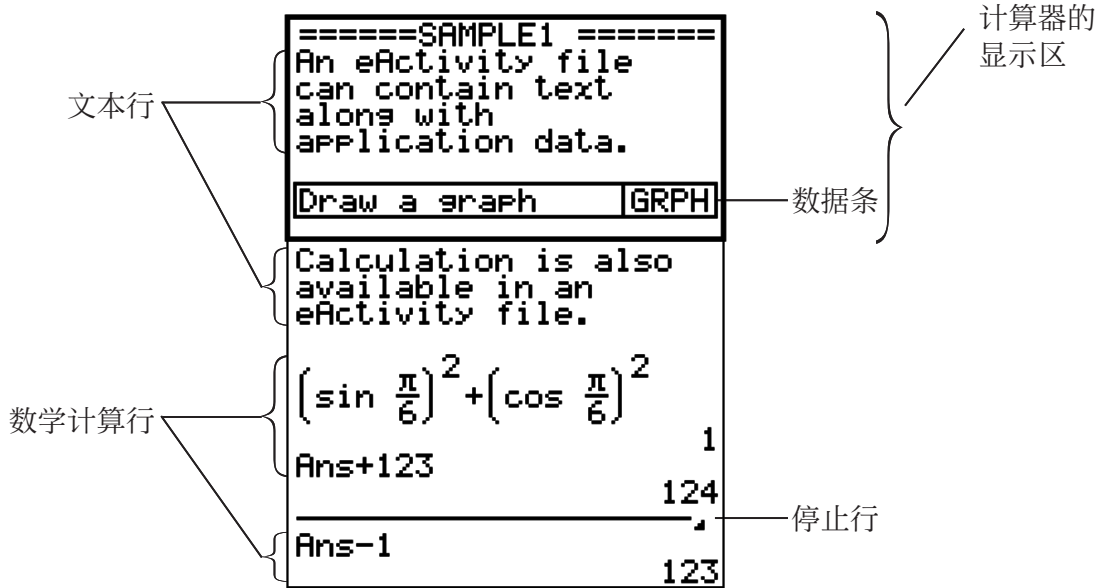 计算器的
显示区
======SAMPLE1 =======
An eActivity file
can contain text
along with
application data.
文本行
Draw a graph GRPH
数据条
Calculation is also
available in an
eActivity file.
(sin π/6)²+(cos π/6)²
1
数学计算行
Ans+123
124
停止行
Ans-1
123